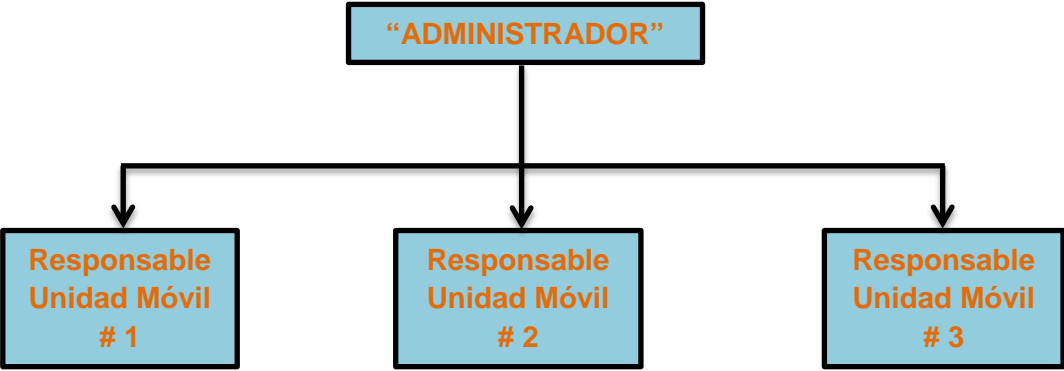 “ADMINISTRADOR”
Responsable
Unidad Móvil
# 1
Responsable
Unidad Móvil
# 2
Responsable
Unidad Móvil
# 3